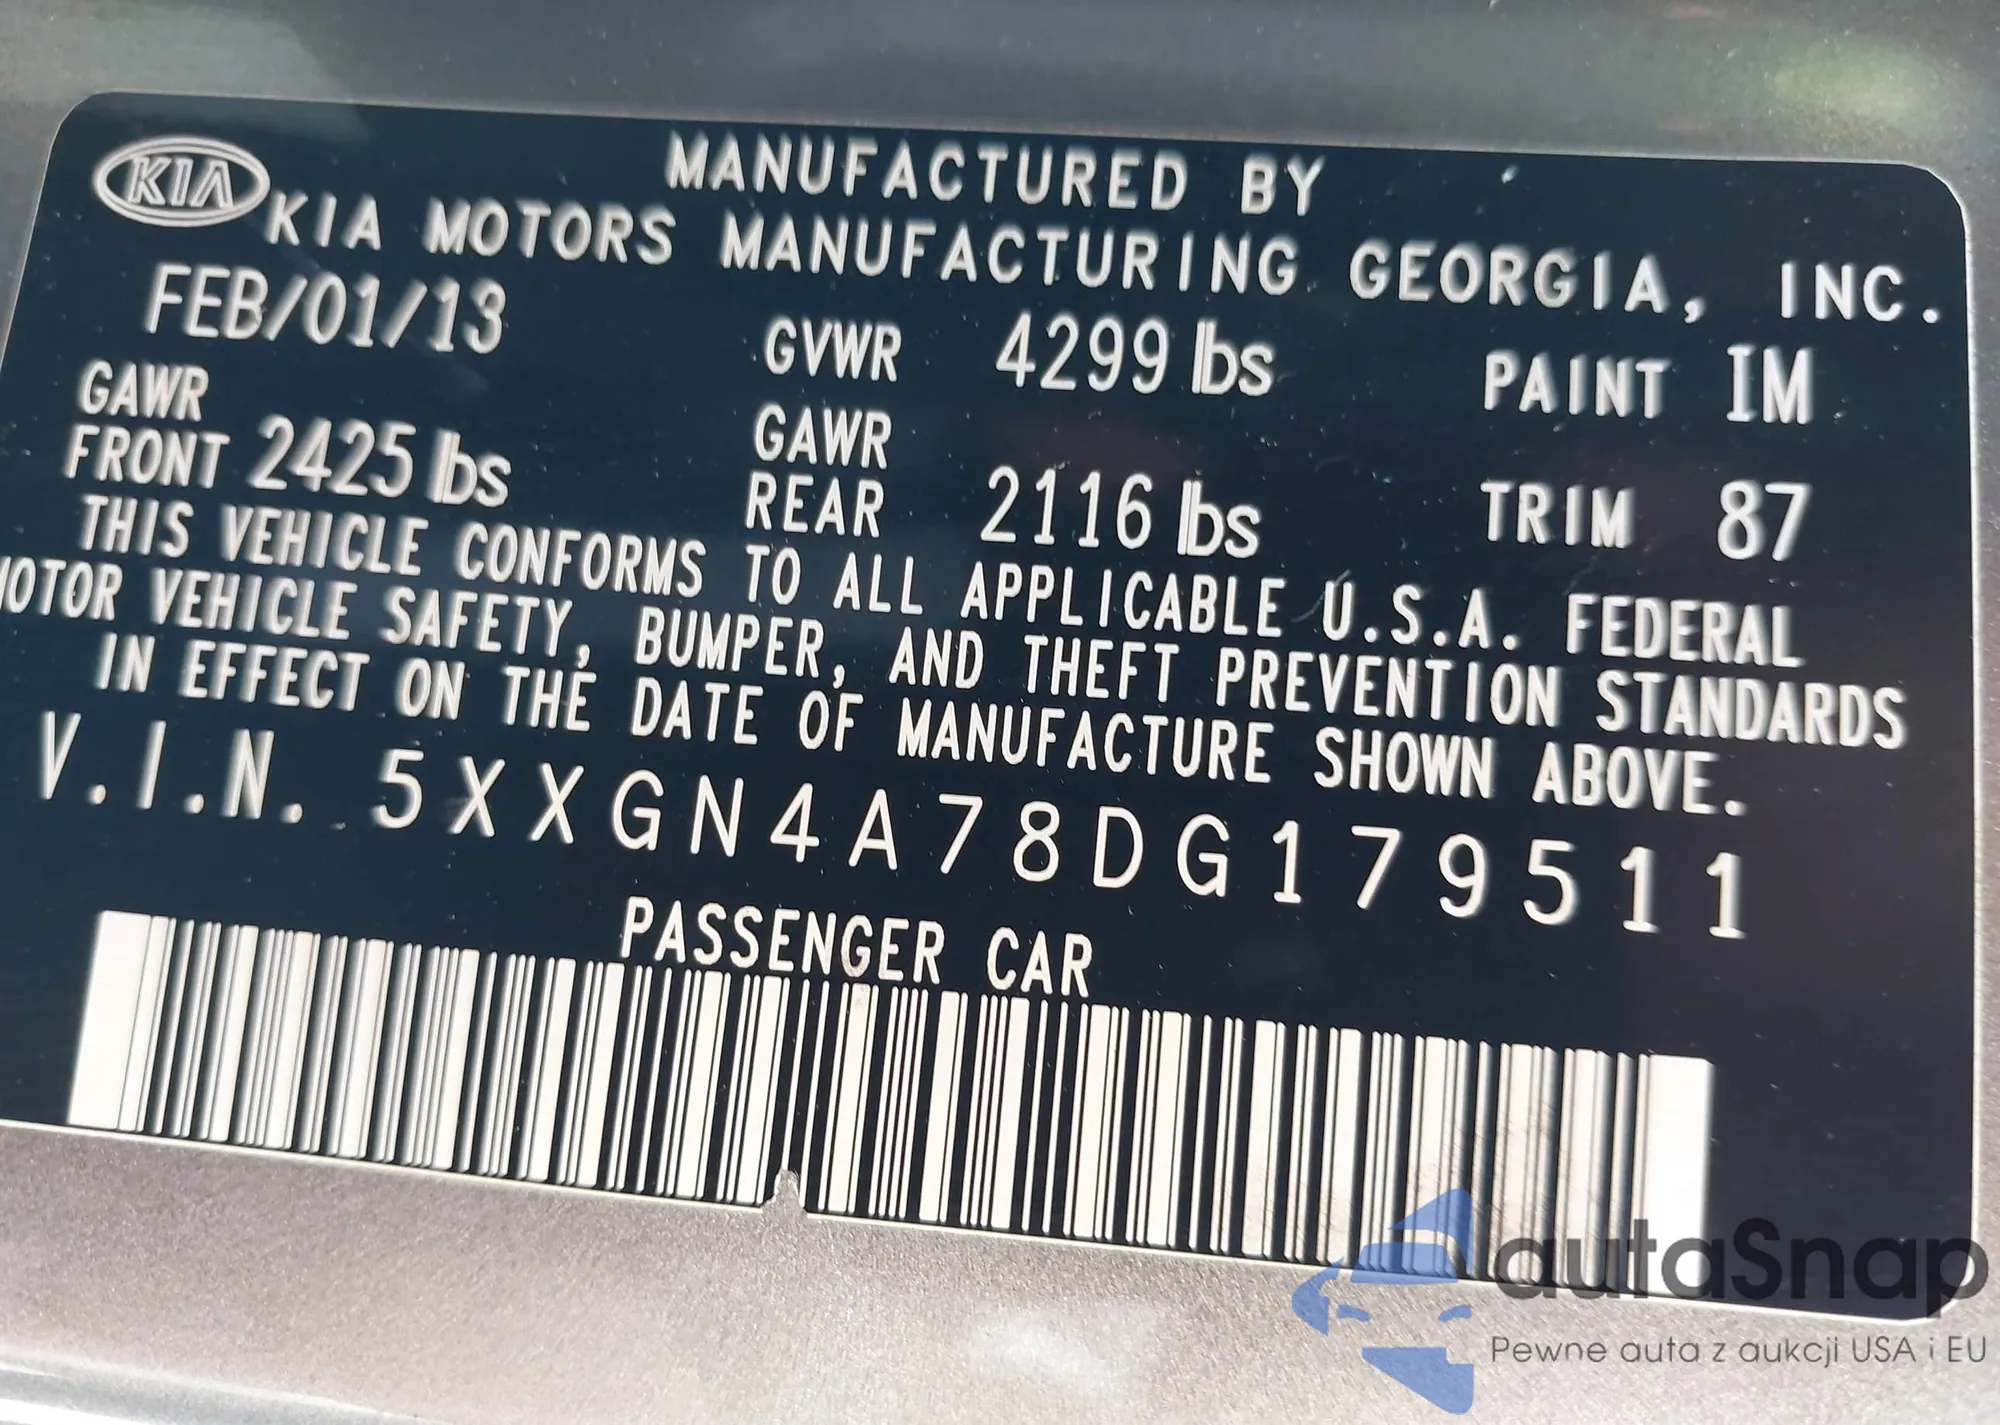 KIA
MANUFACTURED BY
KIA MOTORS MANUFACTURING GEORGIA, INC.
FEB/01/13 GVWR 4299 lbs PAINT IM
GAWR FRONT 2425 lbs GAWR REAR 2116 lbs TRIM 87
THIS VEHICLE CONFORMS TO ALL APPLICABLE U.S.A. FEDERAL
MOTOR VEHICLE SAFETY, BUMPER, AND THEFT PREVENTION STANDARDS
IN EFFECT ON THE DATE OF MANUFACTURE SHOWN ABOVE.
V.I.N. 5XXGN4A78DG179511
PASSENGER CAR
autaSnap
Pewne auta z aukcji USA i EU